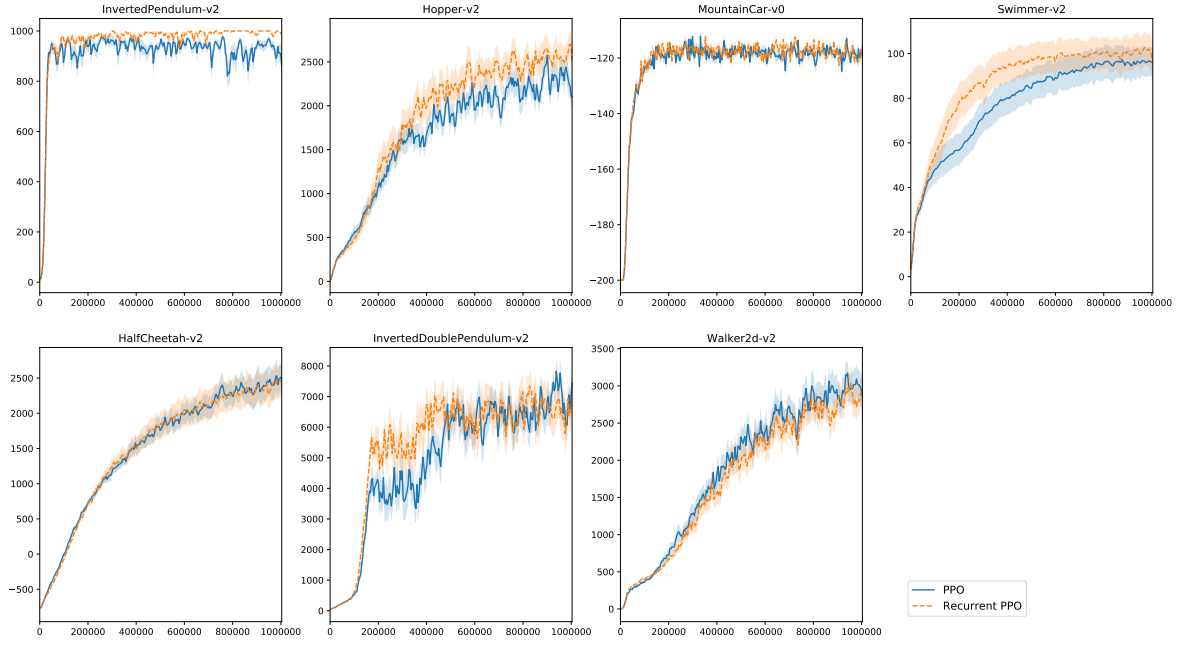 InvertedPendulum-v2
1000
800
600
400
200
0
0 200000 400000 600000 800000 1000000
Hopper-v2
2500
2000
1500
1000
500
0
0 200000 400000 600000 800000 1000000
MountainCar-v0
−120
−140
−160
−180
−200
0 200000 400000 600000 800000 1000000
Swimmer-v2
100
80
60
40
20
0
0 200000 400000 600000 800000 1000000
HalfCheetah-v2
2500
2000
1500
1000
500
0
−500
0 200000 400000 600000 800000 1000000
InvertedDoublePendulum-v2
8000
7000
6000
5000
4000
3000
2000
1000
0
0 200000 400000 600000 800000 1000000
Walker2d-v2
3500
3000
2500
2000
1500
1000
500
0
0 200000 400000 600000 800000 1000000
PPO
Recurrent PPO